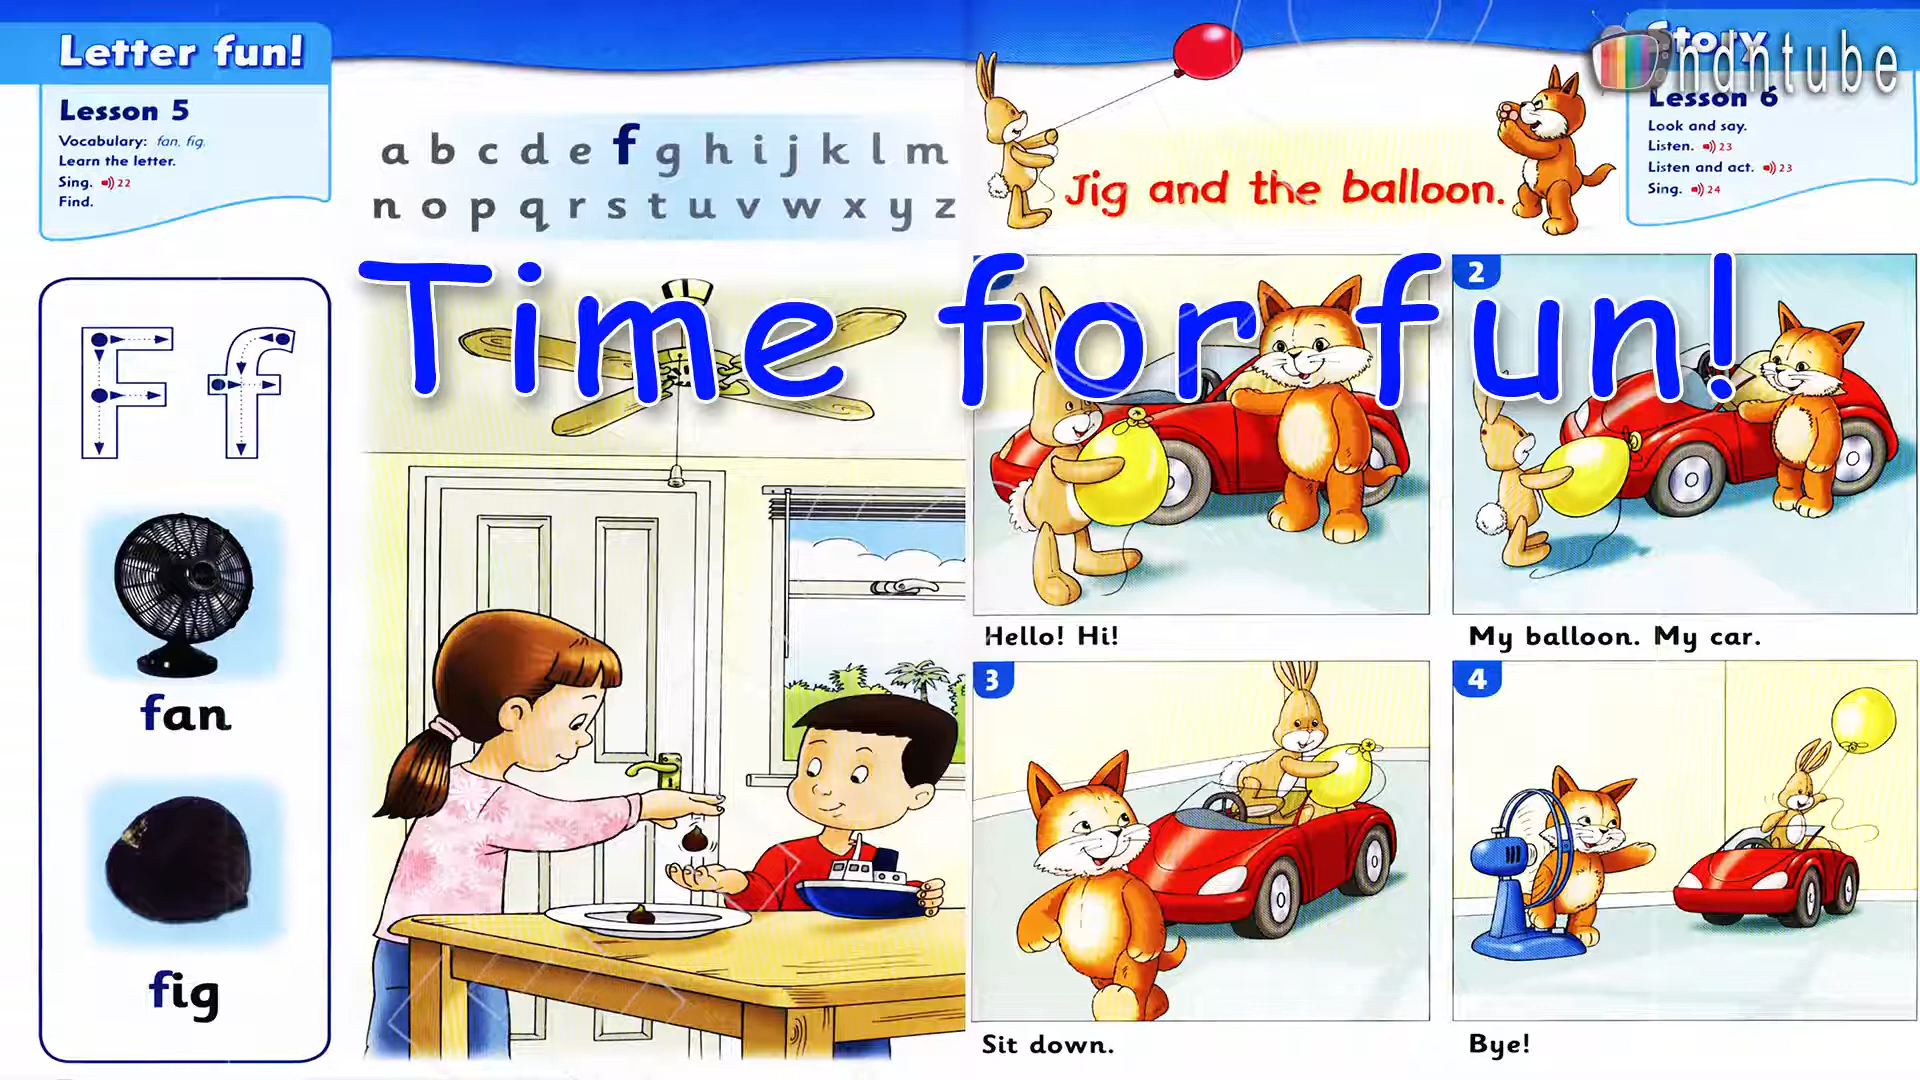 Letter fun!
Lesson 5
Vocabulary: fan, fig.
Learn the letter.
Sing. 22
Find.
a b c d e f g h i j k l m
n o p q r s t u v w x y z
F f
fan
fig
Story
Lesson 6
Look and say.
Listen. 23
Listen and act. 23
Sing. 24
ndntube
Jig and the balloon.
Time for fun!
2
Hello! Hi!
My balloon. My car.
3
4
Sit down.
Bye!